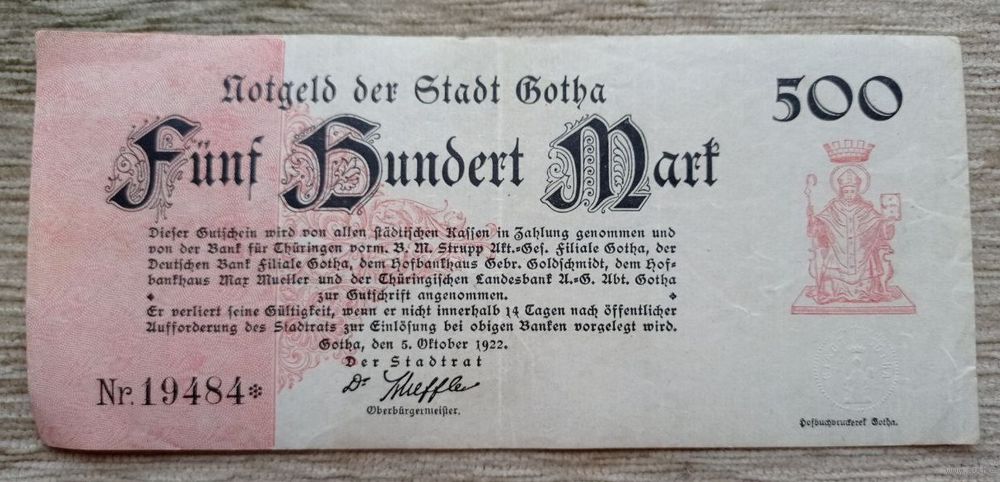 Notgeld der Stadt Gotha
500
Fünf Hundert Mark
Dieser Gutschein wird von allen städtischen Kassen in Zahlung genommen und
von der Bank für Thüringen vorm. B. M. Strupp Akt.-Ges. Filiale Gotha, der
Deutschen Bank Filiale Gotha, dem Hofbankhaus Gebr. Goldschmidt, dem Hof-
bankhaus Max Mueller und der Thüringischen Landesbank A.-G. Abt. Gotha
zur Gutschrift angenommen.
Er verliert seine Gültigkeit, wenn er nicht innerhalb 14 Tagen nach öffentlicher
Aufforderung des Stadtrats zur Einlösung bei obigen Banken vorgelegt wird.
Gotha, den 5. Oktober 1922.
Der Stadtrat
Dr Scheffler
Nr. 19484*
Oberbürgermeister.
Hofbuchdruckerei Gotha.